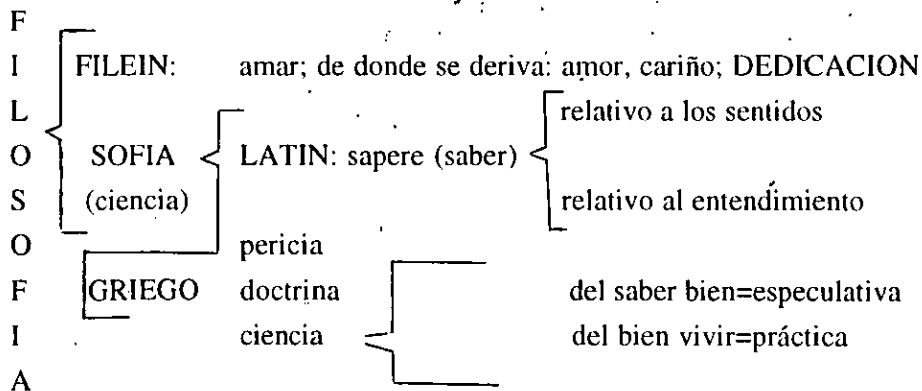 F
I FILEIN: amar; de donde se deriva: amor, cariño; DEDICACION
L relativo a los sentidos
O SOFIA LATIN: sapere (saber)
S (ciencia) relativo al entendimiento
O pericia
F GRIEGO doctrina del saber bien=especulativa
I ciencia del bien vivir=práctica
A